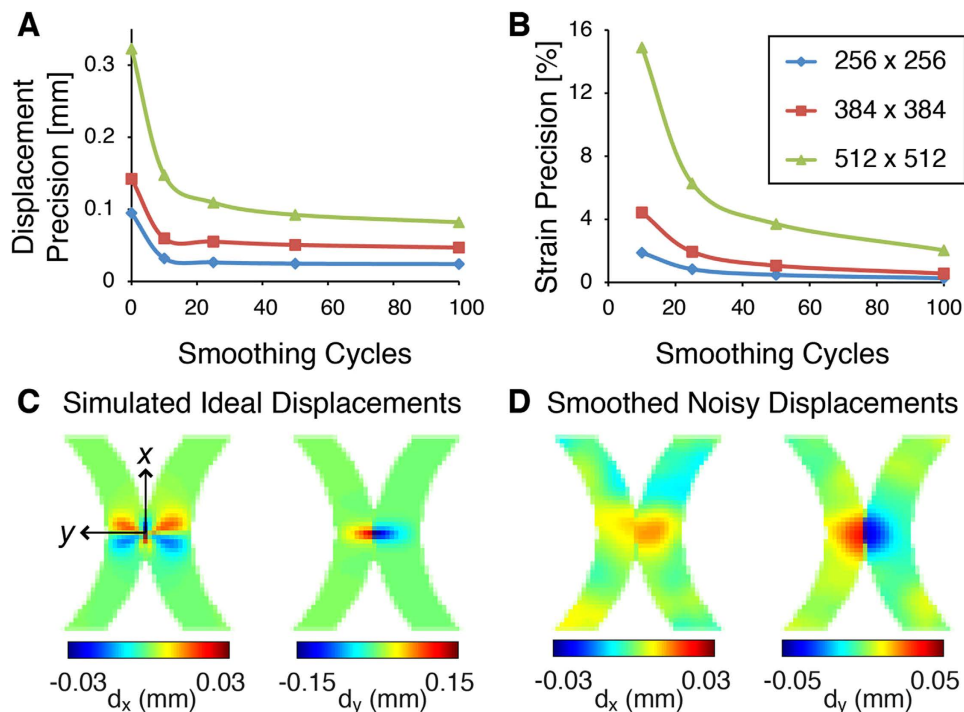 A
Displacement
Precision [mm]
0.3
0.2
0.1
0
0 20 40 60 80 100
Smoothing Cycles
B
Strain Precision [%]
16
12
8
4
0
0 20 40 60 80 100
Smoothing Cycles
256 x 256
384 x 384
512 x 512
C Simulated Ideal Displacements
x
y
-0.03 0.03
dx (mm)
-0.15 0.15
dy (mm)
D Smoothed Noisy Displacements
-0.03 0.03
dx (mm)
-0.05 0.05
dy (mm)